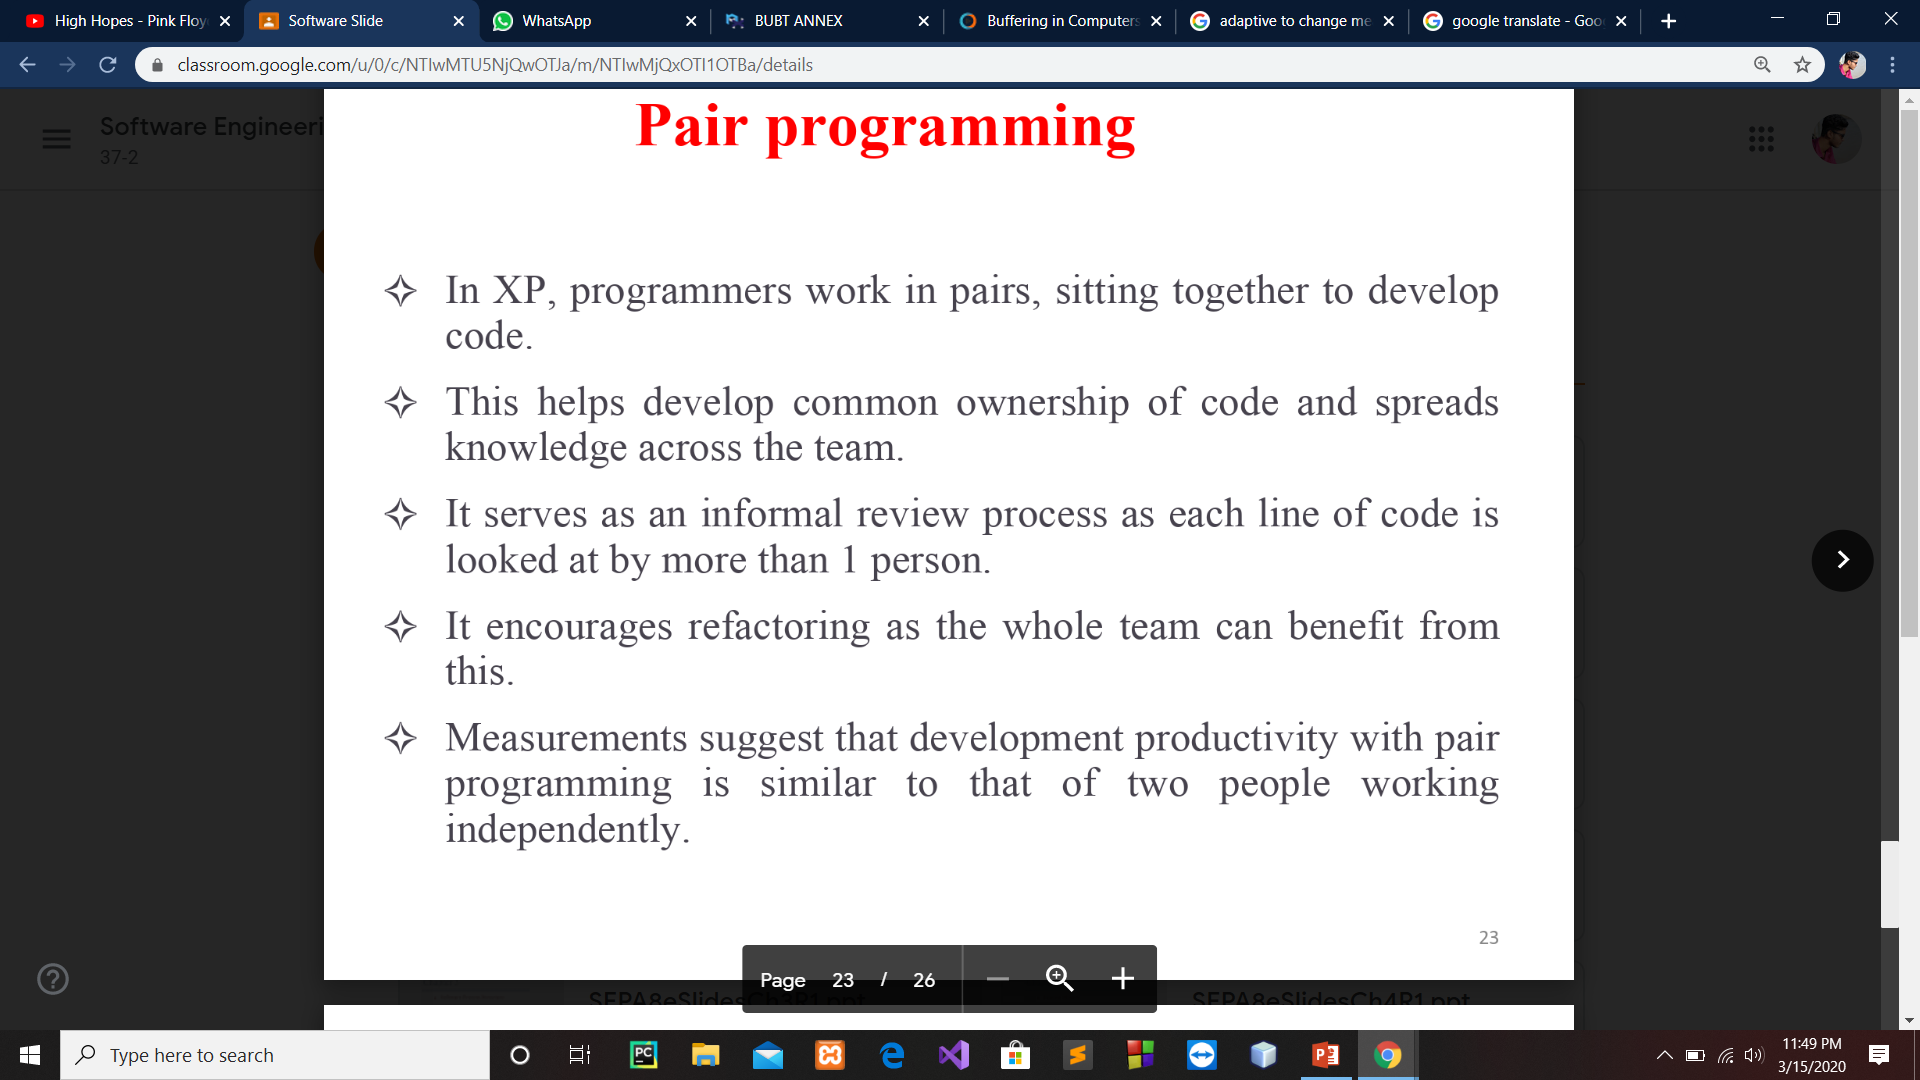 High Hopes - Pink Floy
Software Slide
WhatsApp
BUBT ANNEX
Buffering in Computers
adaptive to change me
google translate - Goo
classroom.google.com/u/0/c/NTIwMTU5NjQwOTJa/m/NTIwMjQxOTI1OTBa/details
Software Engineeri
37-2
Pair programming
In XP, programmers work in pairs, sitting together to develop
code.
This helps develop common ownership of code and spreads
knowledge across the team.
It serves as an informal review process as each line of code is
looked at by more than 1 person.
It encourages refactoring as the whole team can benefit from
this.
Measurements suggest that development productivity with pair
programming is similar to that of two people working
independently.
23
Page 23 / 26
SEPA8eSlidesCh3R1.ppt
SEPA8eSlidesCh4R1.ppt
Type here to search
PC
11:49 PM
3/15/2020